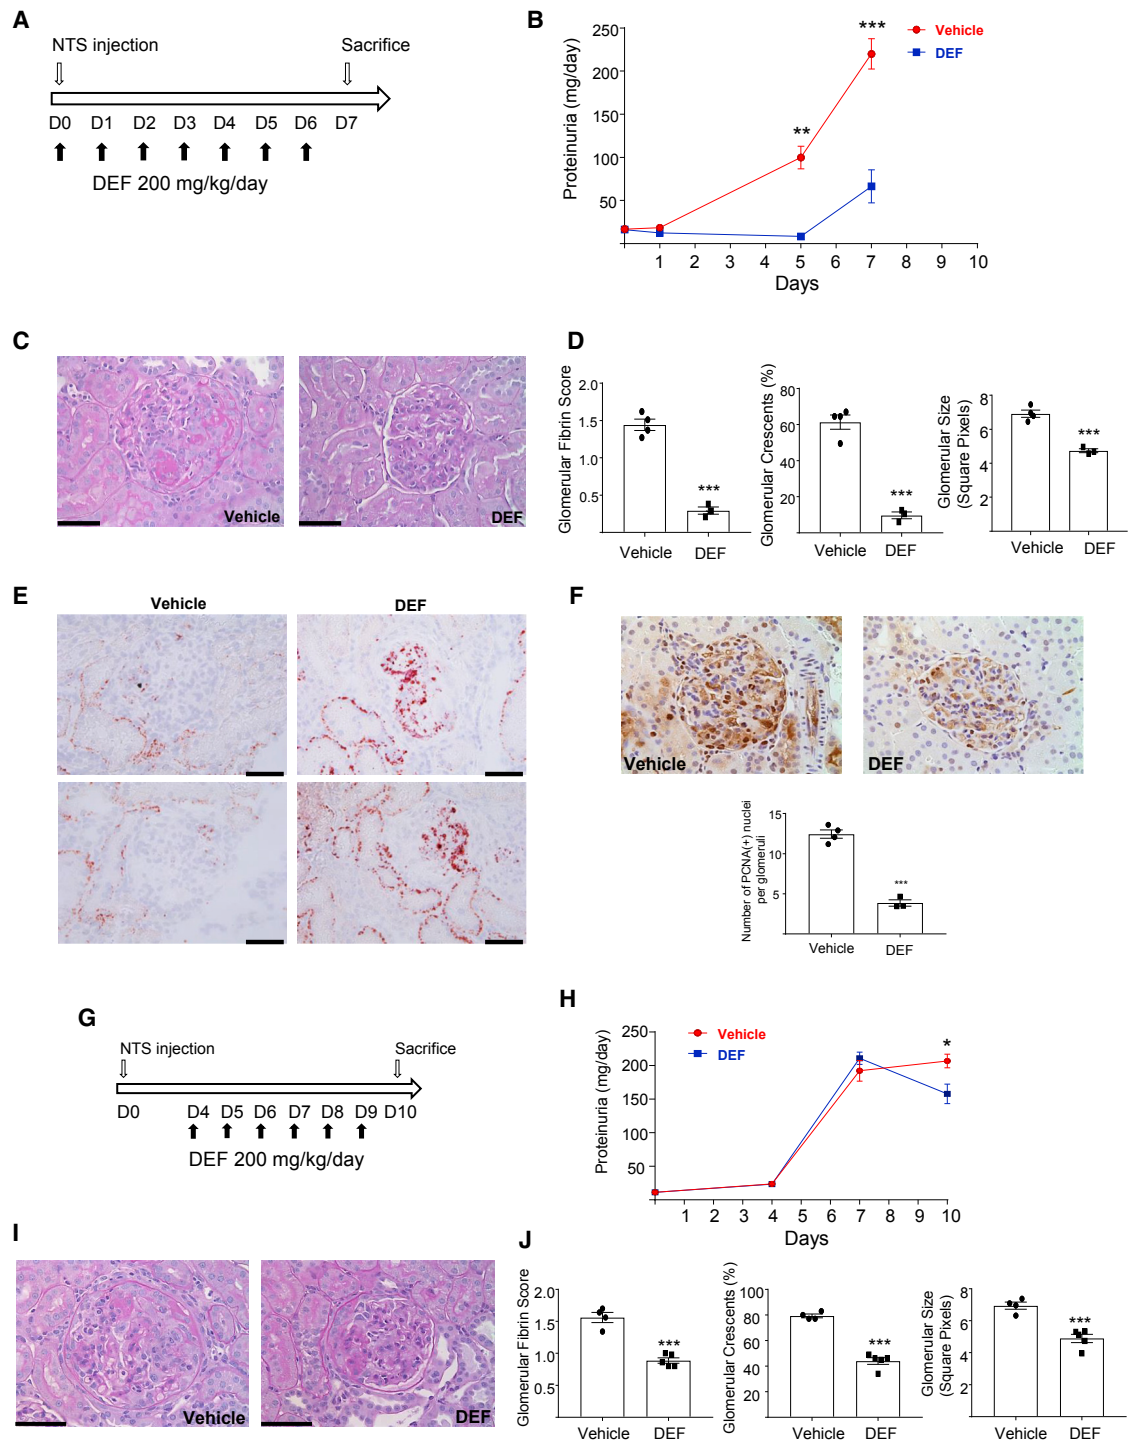 A
NTS injection
Sacrifice
D0 D1 D2 D3 D4 D5 D6 D7
DEF 200 mg/kg/day
B
Proteinuria (mg/day)
250
200
150
100
50
***
**
Vehicle
DEF
1 2 3 4 5 6 7 8 9 10
Days
C
Vehicle
DEF
D
Glomerular Fibrin Score
2.0
1.5
1.0
0.5
***
Vehicle DEF
Glomerular Crescents (%)
80
60
40
20
***
Vehicle DEF
Glomerular Size
(Square Pixels)
8
6
4
2
***
Vehicle DEF
E
Vehicle
DEF
F
Vehicle
DEF
Number of PCNA(+) nuclei
per glomeruli
15
10
5
***
Vehicle DEF
G
NTS injection
Sacrifice
D0 D4 D5 D6 D7 D8 D9 D10
DEF 200 mg/kg/day
H
Proteinuria (mg/day)
250
200
150
100
50
Vehicle
DEF
*
1 2 3 4 5 6 7 8 9 10
Days
I
Vehicle
DEF
J
Glomerular Fibrin Score
2.0
1.5
1.0
0.5
***
Vehicle DEF
Glomerular Crescents (%)
100
80
60
40
20
***
Vehicle DEF
Glomerular Size
(Square Pixels)
8
6
4
2
***
Vehicle DEF